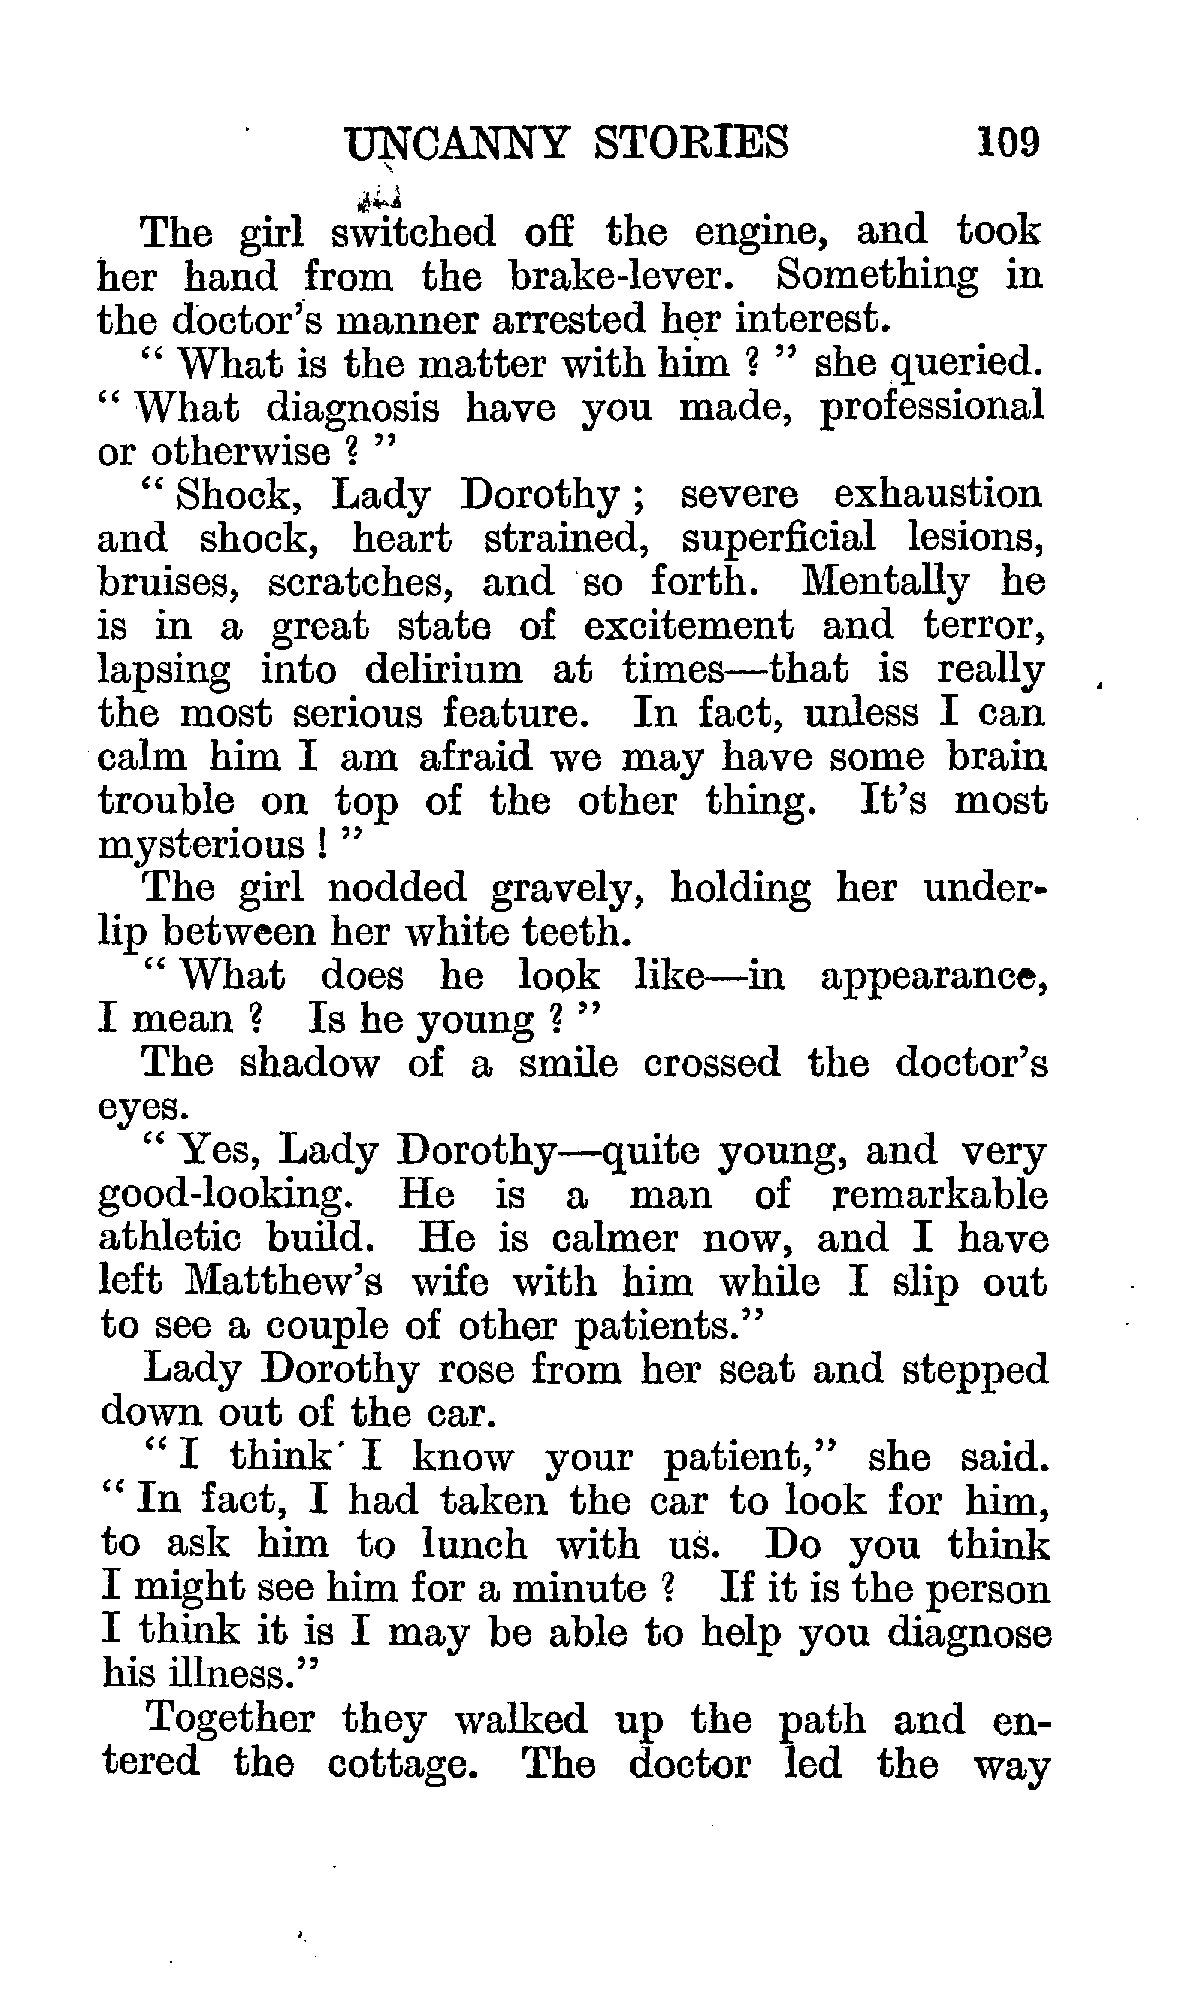 UNCANNY STORIES 109
The girl switched off the engine, and took
her hand from the brake-lever. Something in
the doctor's manner arrested her interest.
“ What is the matter with him ? ” she queried.
“ What diagnosis have you made, professional
or otherwise ? ”
“ Shock, Lady Dorothy ; severe exhaustion
and shock, heart strained, superficial lesions,
bruises, scratches, and so forth. Mentally he
is in a great state of excitement and terror,
lapsing into delirium at times—that is really
the most serious feature. In fact, unless I can
calm him I am afraid we may have some brain
trouble on top of the other thing. It's most
mysterious ! ”
The girl nodded gravely, holding her under-
lip between her white teeth.
“ What does he look like—in appearance,
I mean ? Is he young ? ”
The shadow of a smile crossed the doctor's
eyes.
“ Yes, Lady Dorothy—quite young, and very
good-looking. He is a man of remarkable
athletic build. He is calmer now, and I have
left Matthew's wife with him while I slip out
to see a couple of other patients.”
Lady Dorothy rose from her seat and stepped
down out of the car.
“ I think I know your patient,” she said.
“ In fact, I had taken the car to look for him,
to ask him to lunch with us. Do you think
I might see him for a minute ? If it is the person
I think it is I may be able to help you diagnose
his illness.”
Together they walked up the path and en-
tered the cottage. The doctor led the way